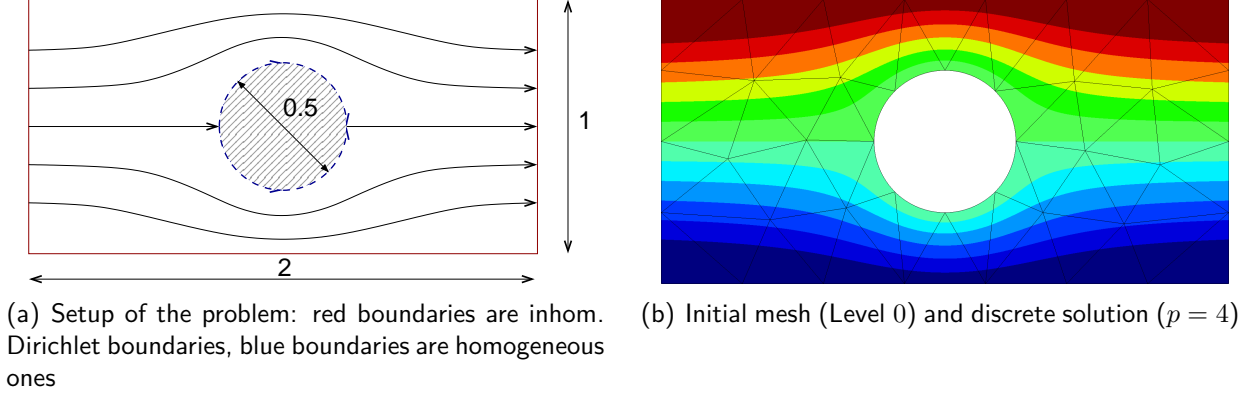 0.5
1
2
(a) Setup of the problem: red boundaries are inhom.
Dirichlet boundaries, blue boundaries are homogeneous
ones
(b) Initial mesh (Level 0) and discrete solution (p = 4)